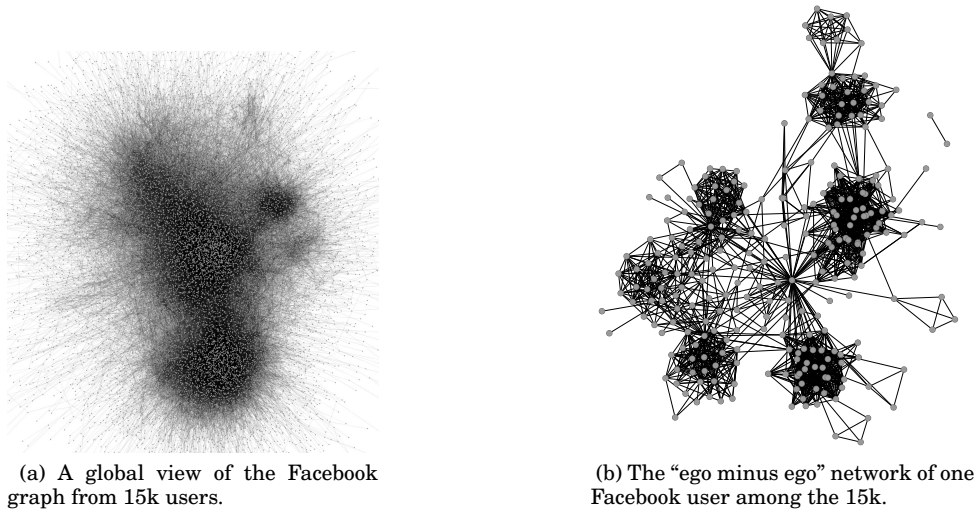 (a) A global view of the Facebook
graph from 15k users.
(b) The “ego minus ego” network of one
Facebook user among the 15k.